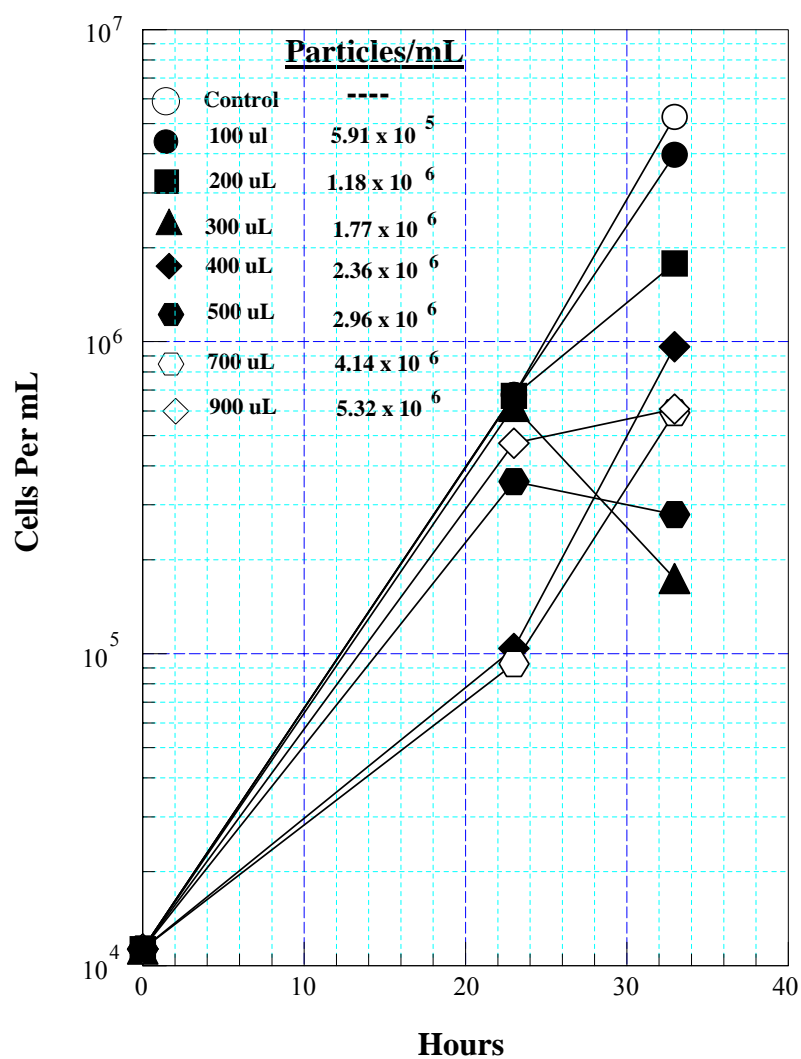 10^7
Particles/mL
Control ----
100 ul 5.91 x 10^5
200 uL 1.18 x 10^6
300 uL 1.77 x 10^6
400 uL 2.36 x 10^6
500 uL 2.96 x 10^6
700 uL 4.14 x 10^6
900 uL 5.32 x 10^6
10^6
Cells Per mL
10^5
10^4
0 10 20 30 40
Hours